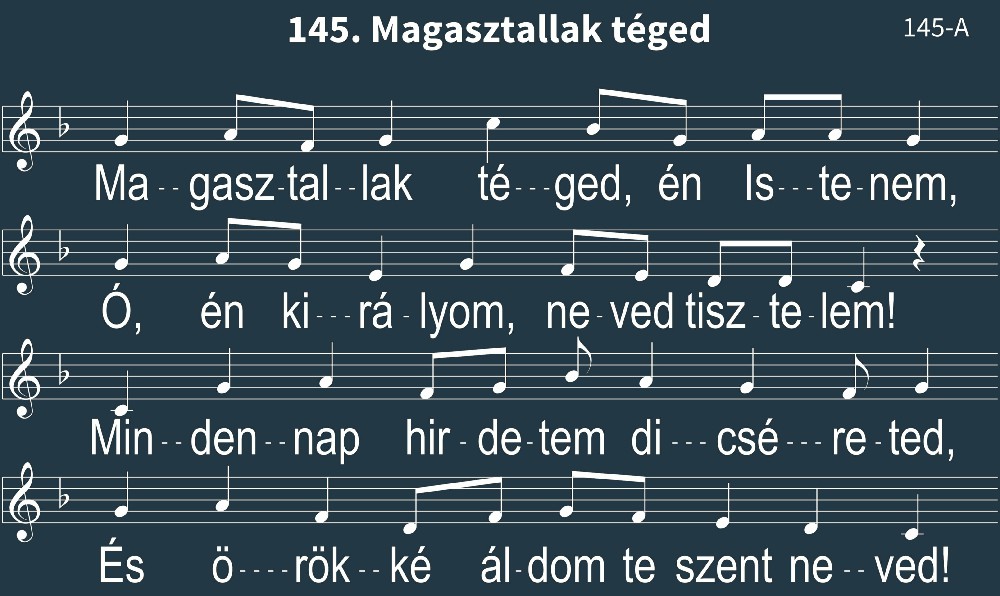 145. Magasztallak téged
145-A
Ma - - gasz - tal - - lak té - - - ged, én Is - - - te - nem,
Ó, én ki - - - rá - lyom, ne - ved tisz - te - lem!
Min - - den - - nap hir - de - tem di - - - csé - - - re - ted,
És ö - - - - rök - - ké ál - dom te szent ne - - ved!